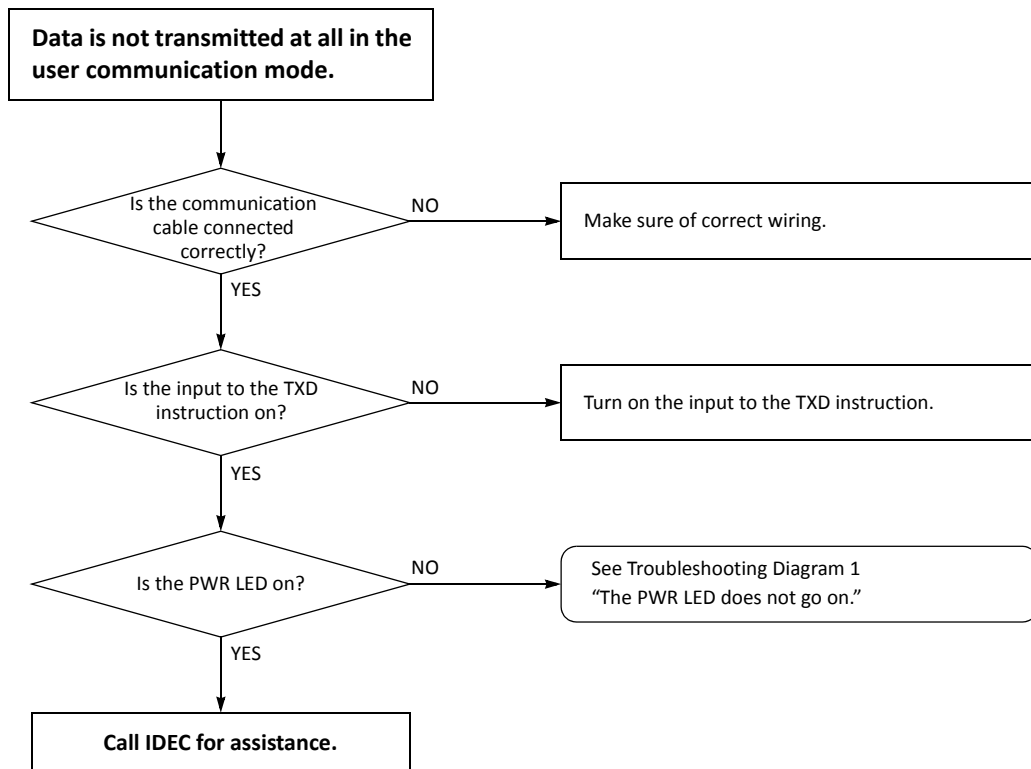 Data is not transmitted at all in the
user communication mode.
Is the communication
cable connected
correctly?
NO
Make sure of correct wiring.
YES
Is the input to the TXD
instruction on?
NO
Turn on the input to the TXD instruction.
YES
Is the PWR LED on?
NO
See Troubleshooting Diagram 1
“The PWR LED does not go on.”
YES
Call IDEC for assistance.